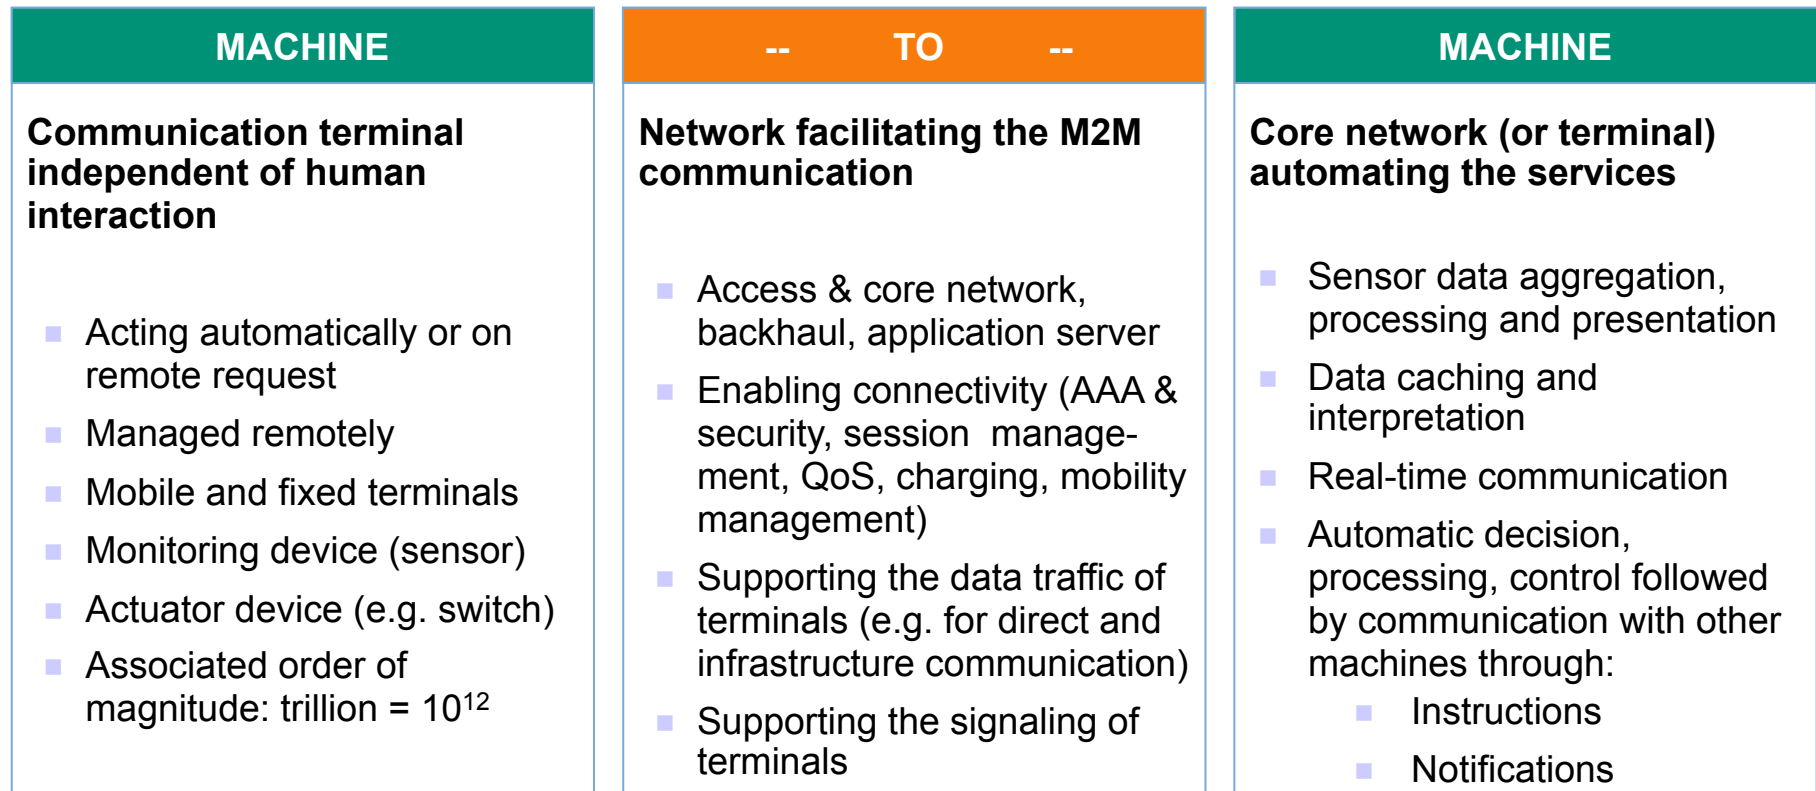 MACHINE
Communication terminal
independent of human
interaction
Acting automatically or on
remote request
Managed remotely
Mobile and fixed terminals
Monitoring device (sensor)
Actuator device (e.g. switch)
Associated order of
magnitude: trillion = 10¹²
-- TO --
Network facilitating the M2M
communication
Access & core network,
backhaul, application server
Enabling connectivity (AAA &
security, session manage-
ment, QoS, charging, mobility
management)
Supporting the data traffic of
terminals (e.g. for direct and
infrastructure communication)
Supporting the signaling of
terminals
MACHINE
Core network (or terminal)
automating the services
Sensor data aggregation,
processing and presentation
Data caching and
interpretation
Real-time communication
Automatic decision,
processing, control followed
by communication with other
machines through:
Instructions
Notifications